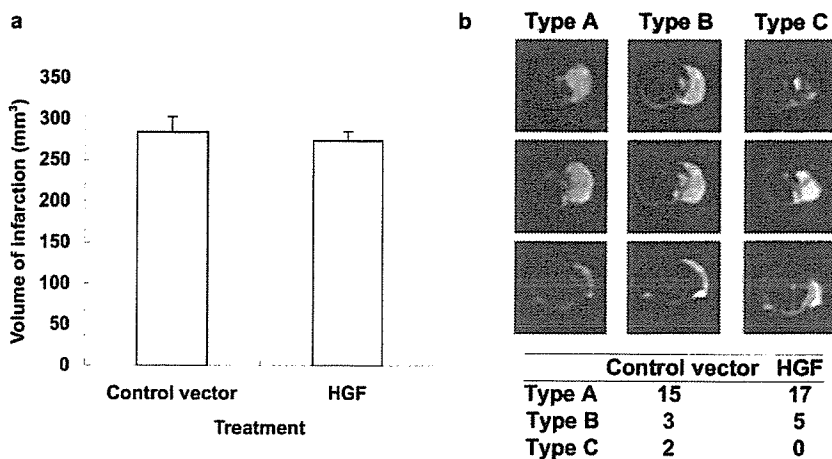 a
Volume of Infarction (mm³)
350
300
250
200
150
100
50
0
Control vector HGF
Treatment
b
Type A Type B Type C
Control vector HGF
Type A 15 17
Type B 3 5
Type C 2 0